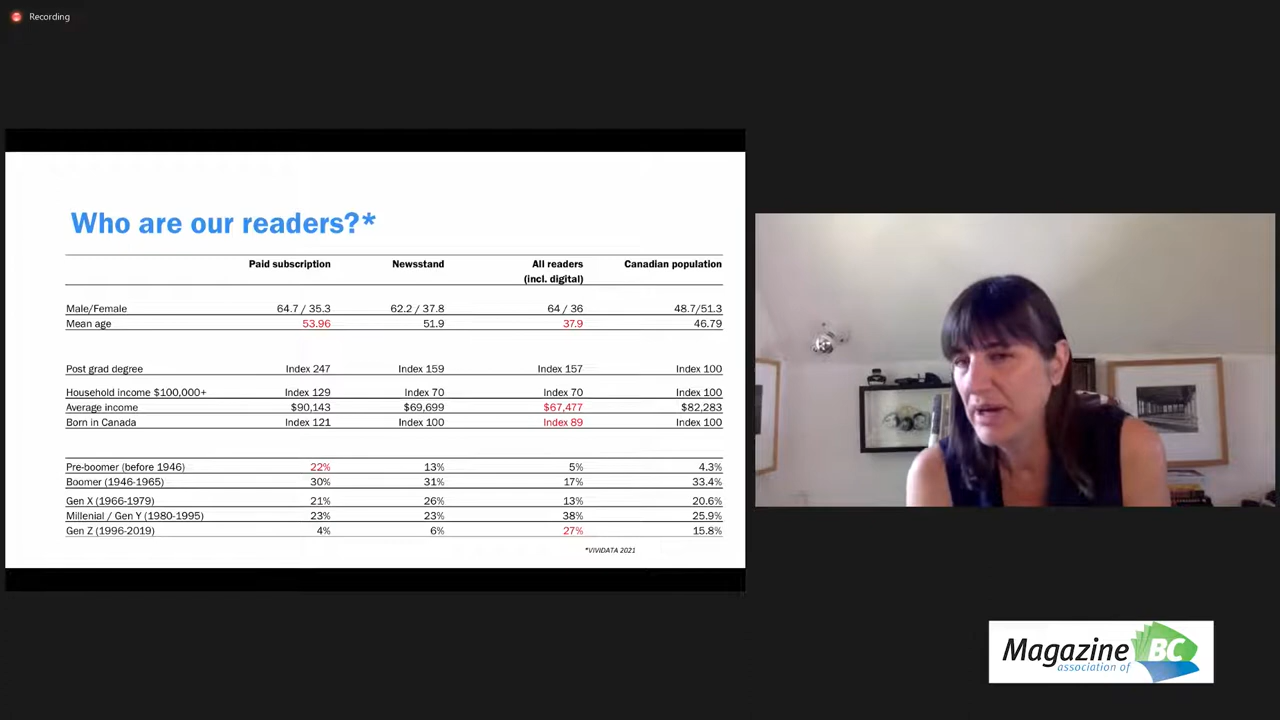 Recording
Who are our readers?*
Paid subscription Newsstand All readers Canadian population
(incl. digital)
Male/Female 64.7 / 35.3 62.2 / 37.8 64 / 36 48.7/51.3
Mean age 53.96 51.9 37.9 46.79
Post grad degree Index 247 Index 159 Index 157 Index 100
Household income $100,000+ Index 129 Index 70 Index 70 Index 100
Average income $90,143 $69,699 $67,477 $82,283
Born in Canada Index 121 Index 100 Index 89 Index 100
Pre-boomer (before 1946) 22% 13% 5% 4.3%
Boomer (1946-1965) 30% 31% 17% 33.4%
Gen X (1966-1979) 21% 26% 13% 20.6%
Millenial / Gen Y (1980-1995) 23% 23% 38% 25.9%
Gen Z (1996-2019) 4% 6% 27% 15.8%
*VIVIDATA 2021
Magazine BC
association of